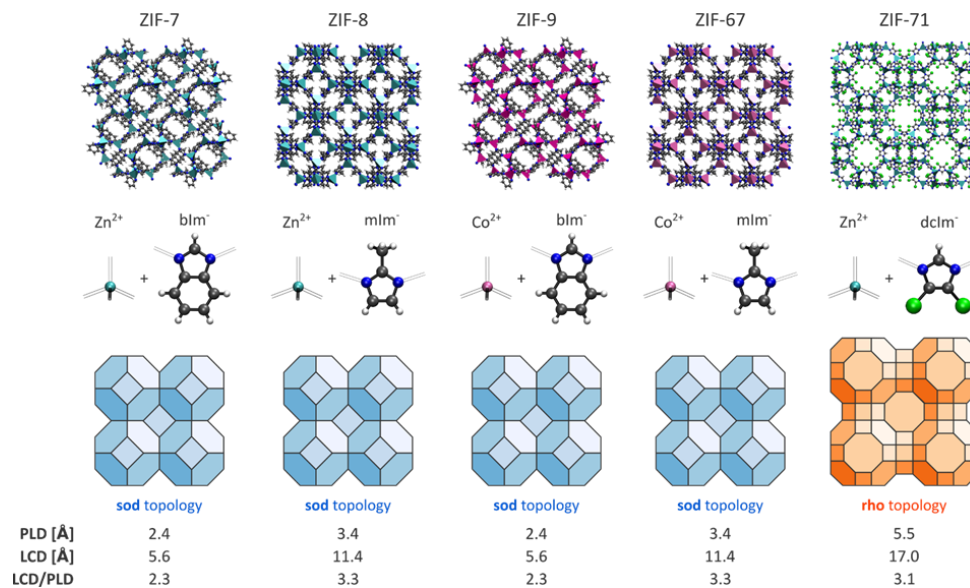 ZIF-7 ZIF-8 ZIF-9 ZIF-67 ZIF-71
Zn²⁺ bIm⁻ Zn²⁺ mIm⁻ Co²⁺ bIm⁻ Co²⁺ mIm⁻ Zn²⁺ dcIm⁻
+ + + + +
sod topology sod topology sod topology sod topology rho topology
PLD [Å] 2.4 3.4 2.4 3.4 5.5
LCD [Å] 5.6 11.4 5.6 11.4 17.0
LCD/PLD 2.3 3.3 2.3 3.3 3.1